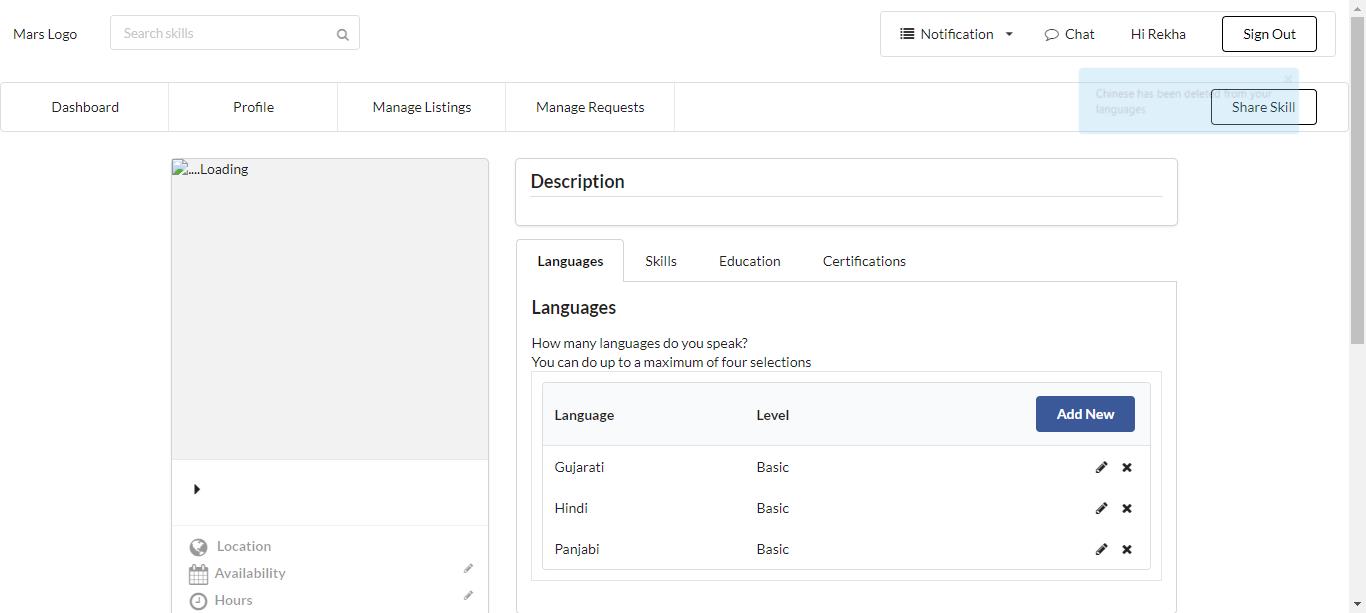 Mars Logo
Search skills
Notification
Chat
Hi Rekha
Sign Out
Dashboard
Profile
Manage Listings
Manage Requests
Chinese has been deleted from your
languages
Share Skill
....Loading
Description
Languages
Skills
Education
Certifications
Languages
How many languages do you speak?
You can do up to a maximum of four selections
Language
Level
Add New
Gujarati
Basic
Hindi
Basic
Panjabi
Basic
Location
Availability
Hours